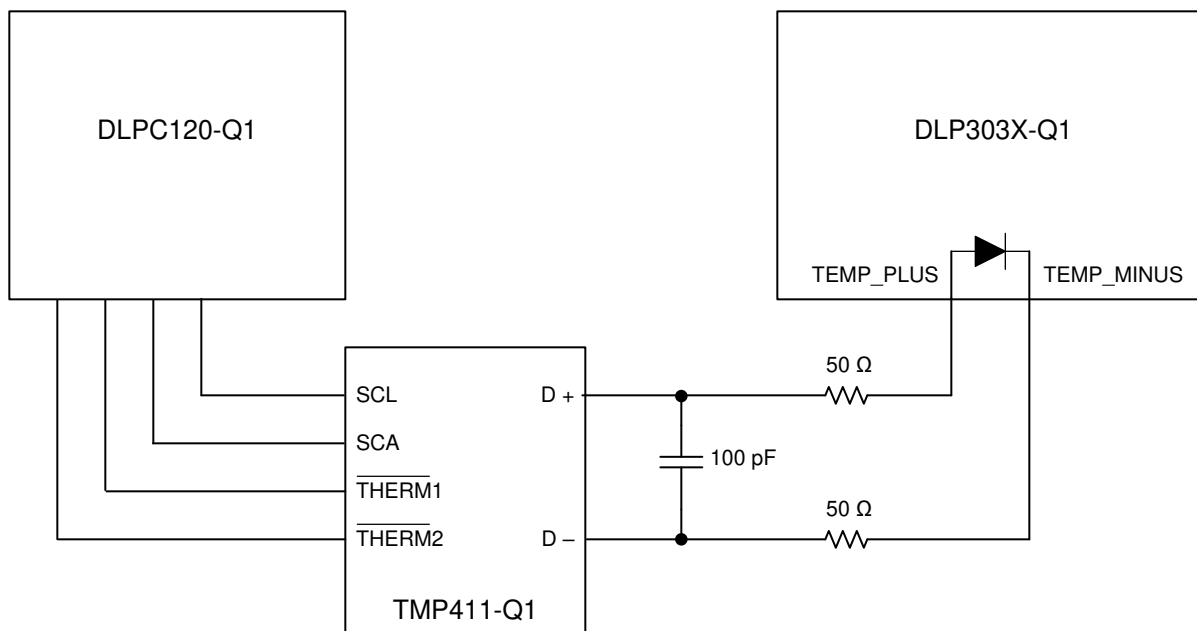 DLPC120-Q1
DLP303X-Q1
TEMP_PLUS
TEMP_MINUS
50 Ω
SCL
D +
SCA
100 pF
THERM1
50 Ω
THERM2
D −
TMP411-Q1